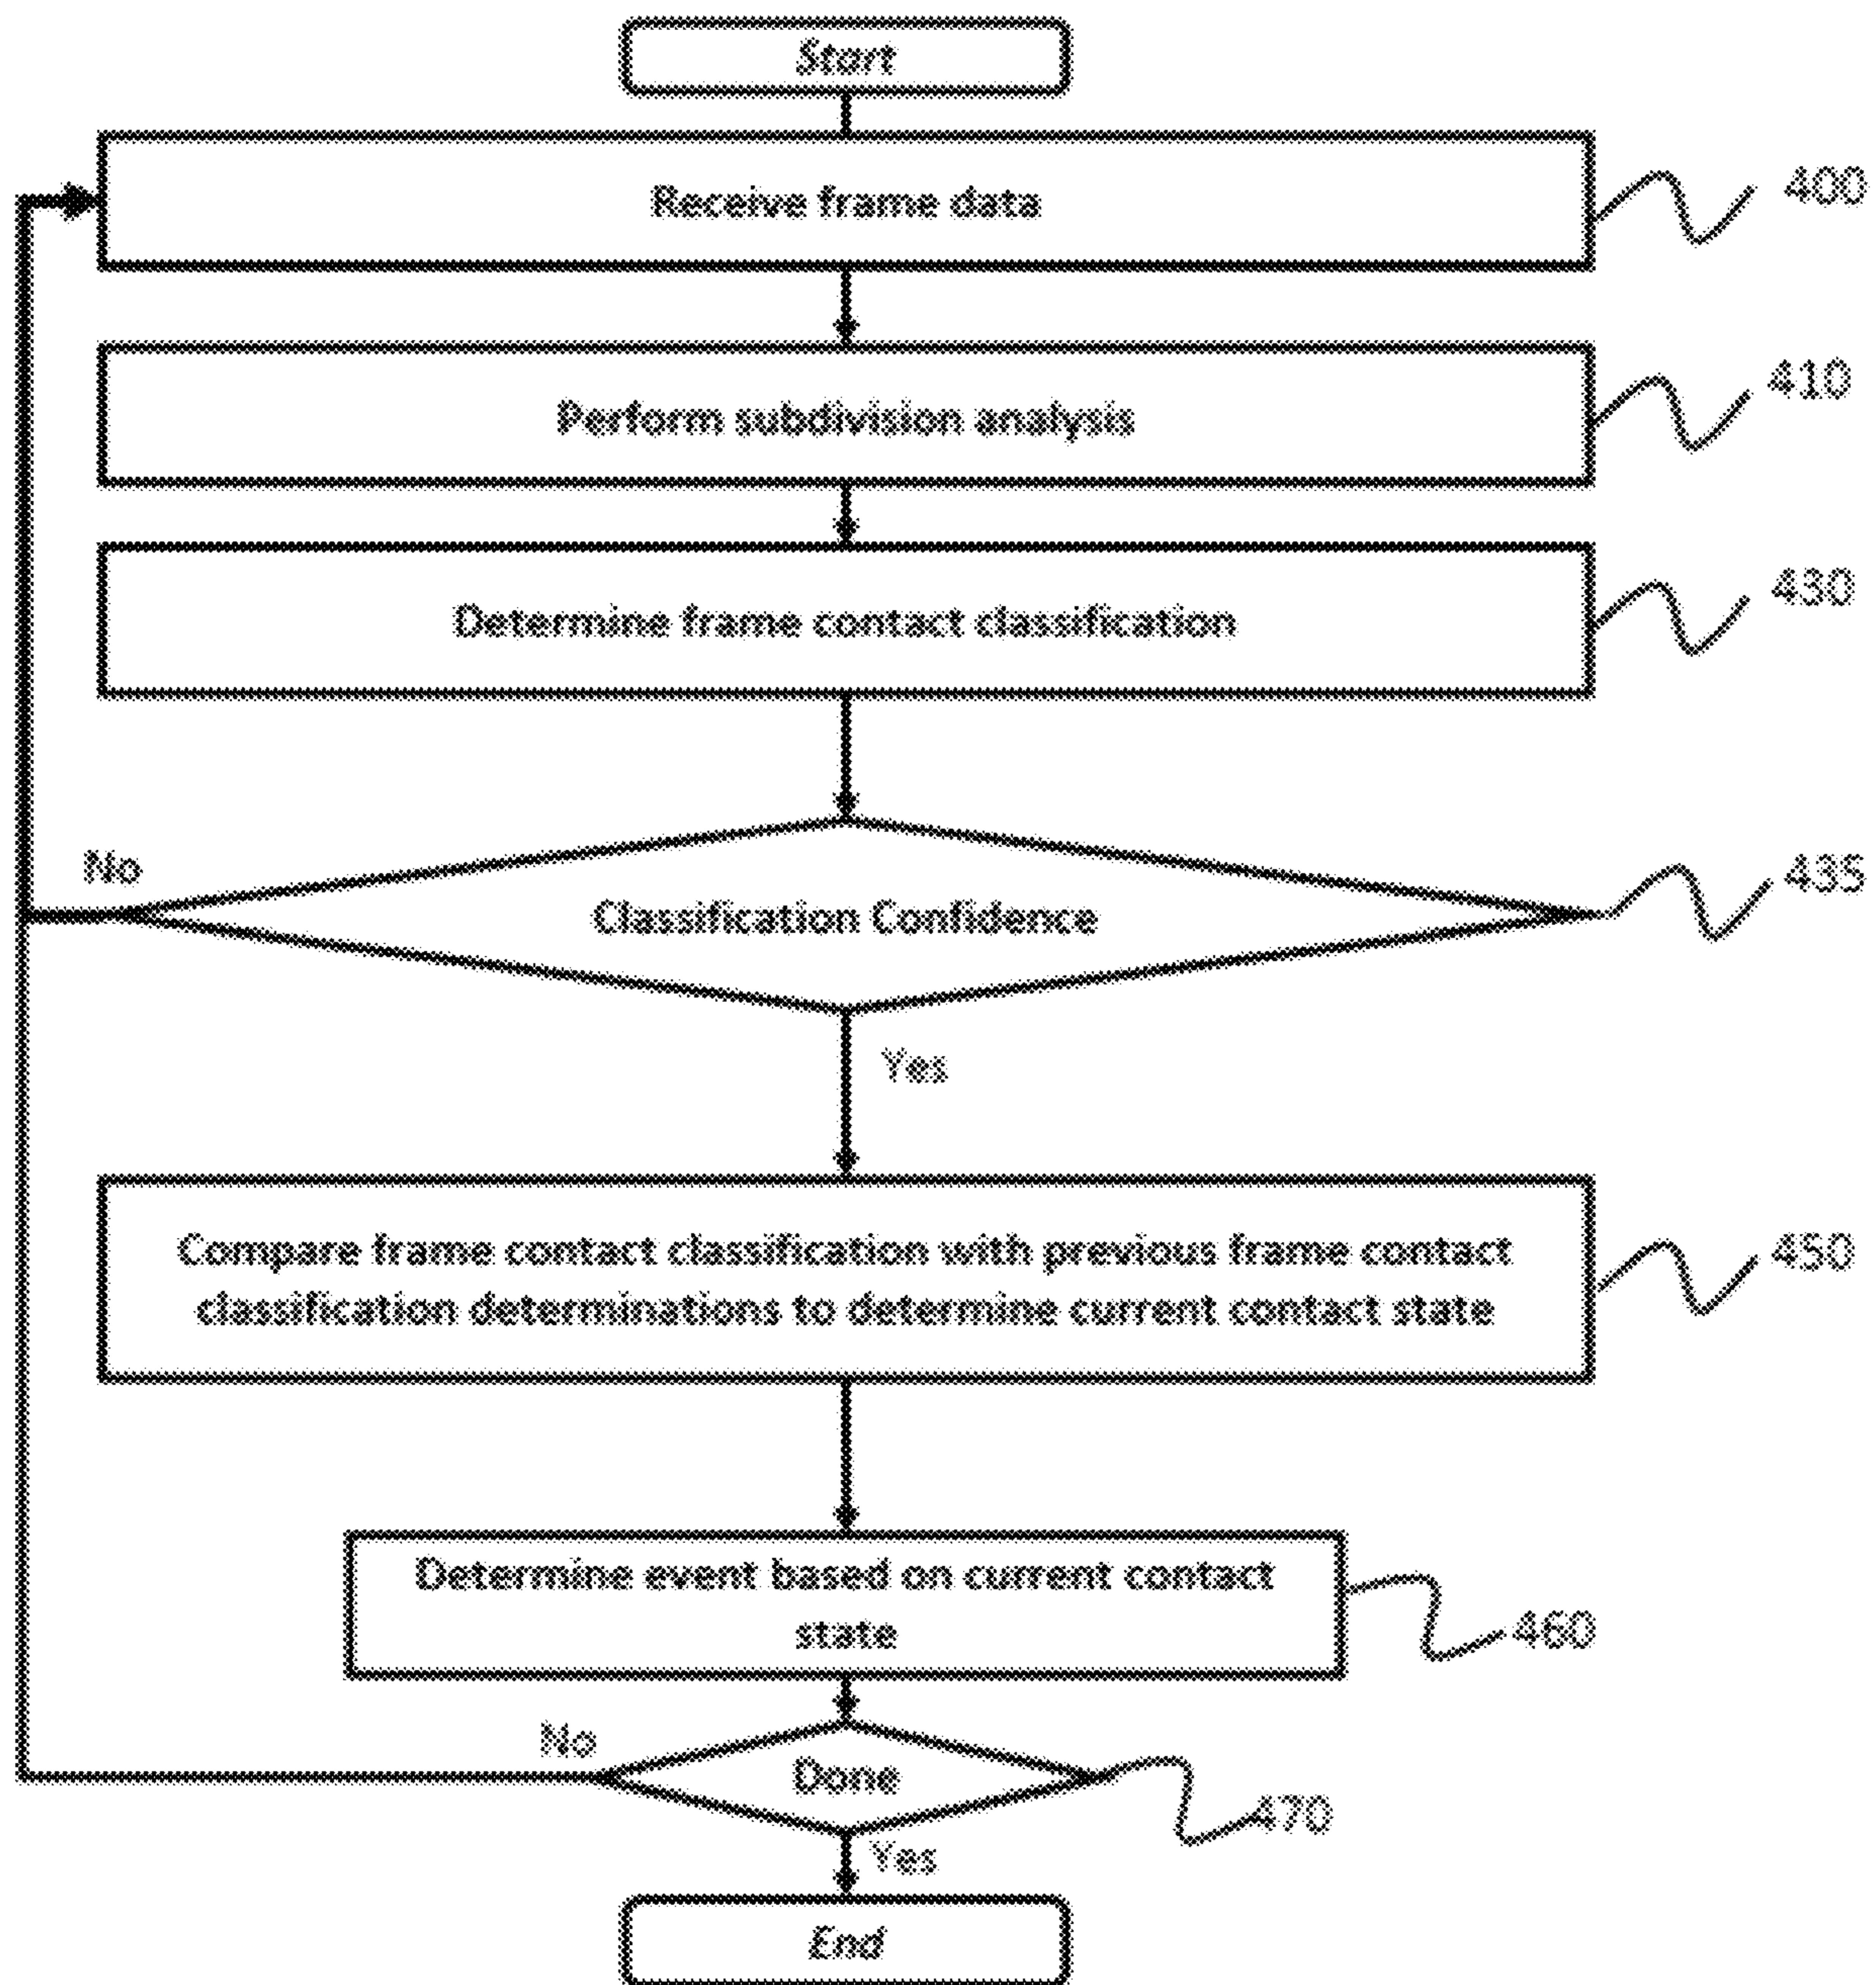 Start
Receive frame data
400
Perform subdivision analysis
410
Determine frame contact classification
430
No
Classification Confidence
435
Yes
Compare frame contact classification with previous frame contact
classification determinations to determine current contact state
450
Determine event based on current contact
state
460
No
Done
470
Yes
End